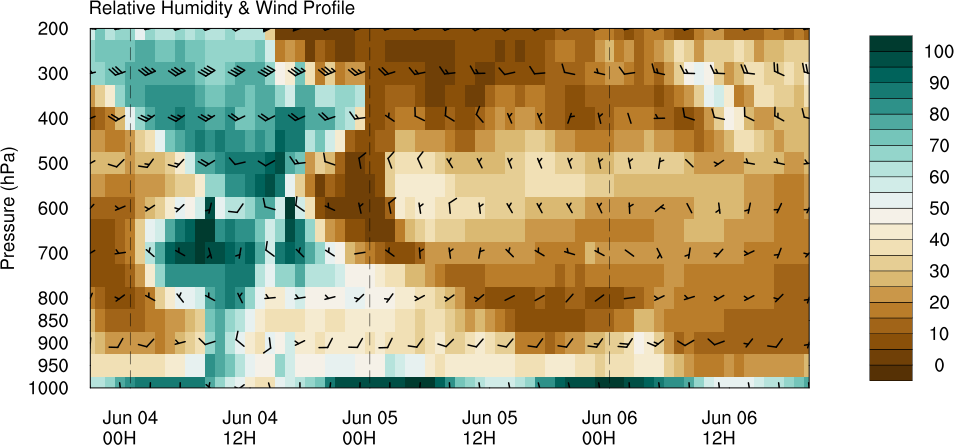 Relative Humidity & Wind Profile
Pressure (hPa)
200
300
400
500
600
700
800
850
900
950
1000
Jun 04
00H
Jun 04
12H
Jun 05
00H
Jun 05
12H
Jun 06
00H
Jun 06
12H
100
90
80
70
60
50
40
30
20
10
0